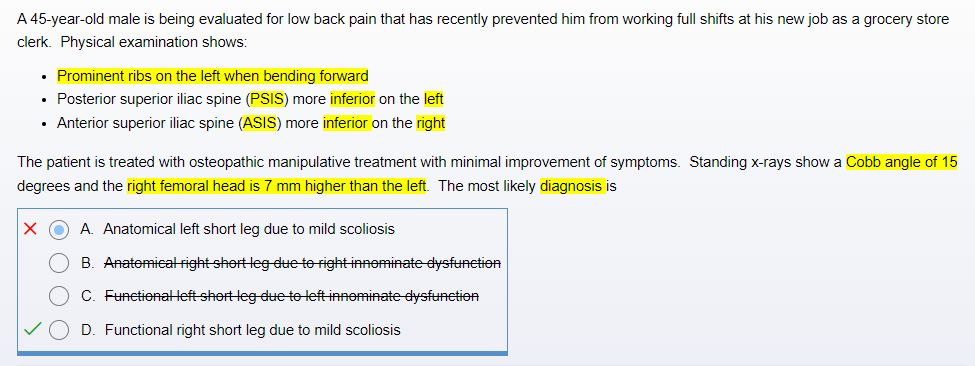 A 45-year-old male is being evaluated for low back pain that has recently prevented him from working full shifts at his new job as a grocery store
clerk. Physical examination shows:
• Prominent ribs on the left when bending forward
• Posterior superior iliac spine (PSIS) more inferior on the left
• Anterior superior iliac spine (ASIS) more inferior on the right
The patient is treated with osteopathic manipulative treatment with minimal improvement of symptoms. Standing x-rays show a Cobb angle of 15
degrees and the right femoral head is 7 mm higher than the left. The most likely diagnosis is
A. Anatomical left short leg due to mild scoliosis
B. Anatomical right short leg due to right innominate dysfunction
C. Functional left short leg due to left innominate dysfunction
D. Functional right short leg due to mild scoliosis